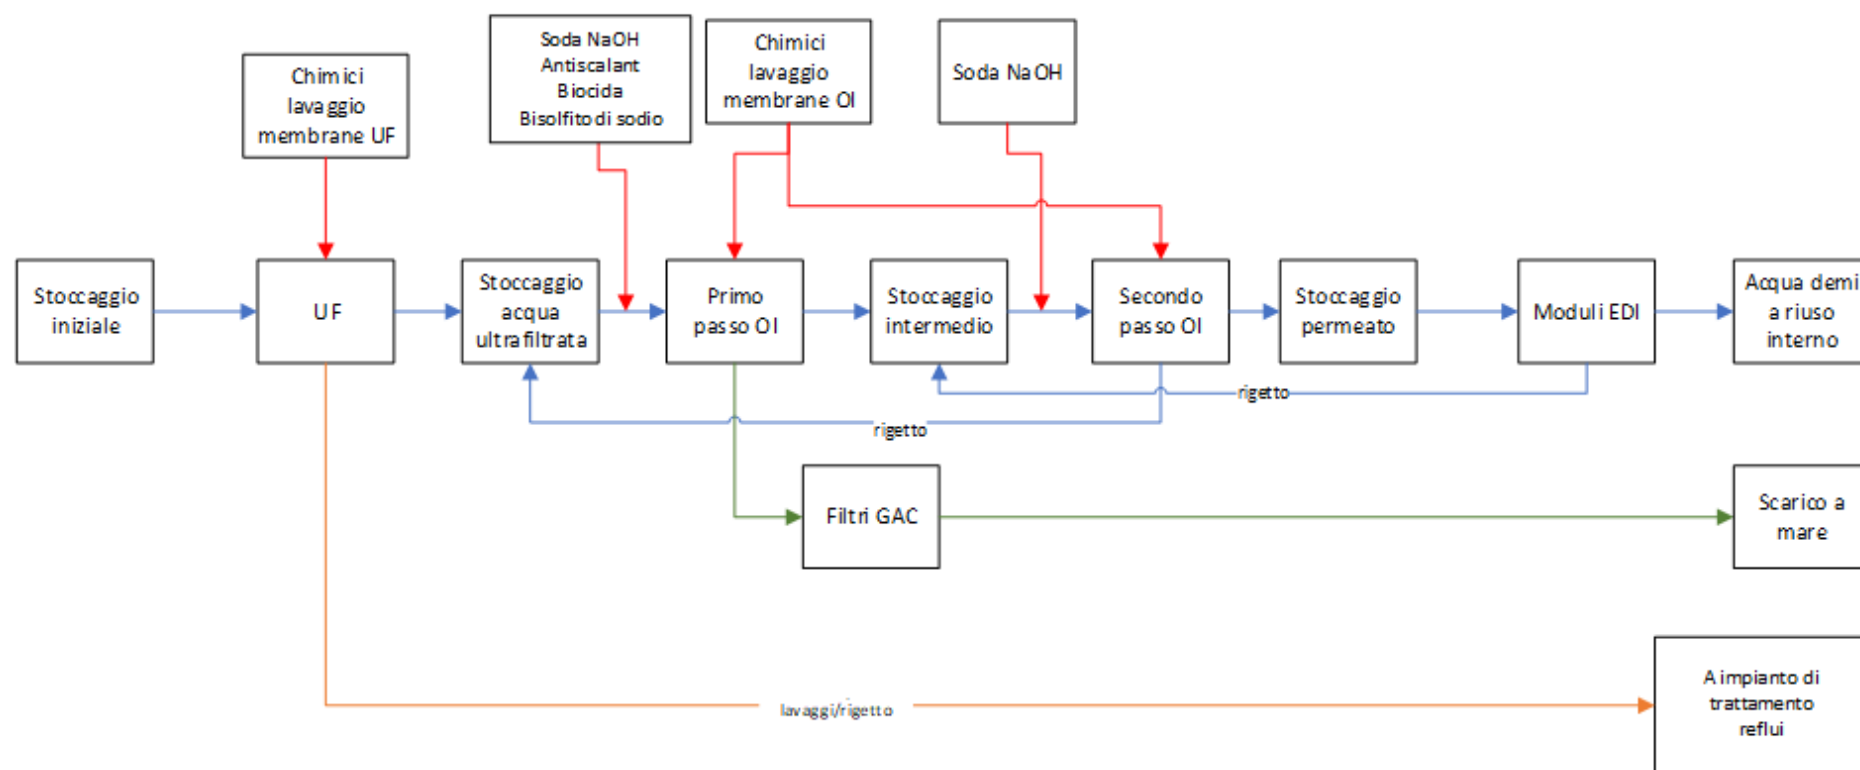 Chimici
lavaggio
membrane UF
Soda NaOH
Antiscalant
Biocida
Bisolfito di sodio
Chimici
lavaggio
membrane OI
Soda NaOH
Stoccaggio
iniziale
UF
Stoccaggio
acqua
ultrafiltrata
Primo
passo OI
Stoccaggio
intermedio
Secondo
passo OI
Stoccaggio
permeato
Moduli EDI
Acqua demi
a riuso
interno
rigetto
rigetto
Filtri GAC
Scarico a
mare
lavaggi/rigetto
A impianto di
trattamento
reflui